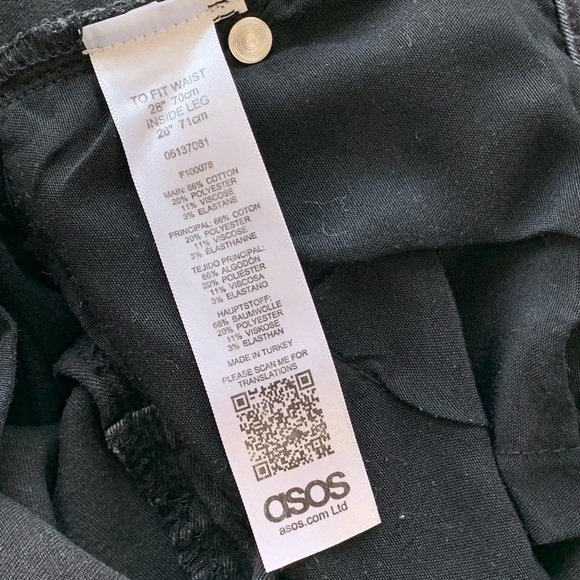 TO FIT WAIST
28" 70cm
INSIDE LEG
28" 71cm
05137081
F100078
MAIN: 66% COTTON
20% POLYESTER
11% VISCOSE
3% ELASTANE
PRINCIPAL: 66% COTON
20% POLYESTER
11% VISCOSE
3% ELASTHANNE
TEJIDO PRINCIPAL:
66% ALGODÓN
20% POLIÉSTER
11% VISCOSA
3% ELASTANO
HAUPTSTOFF:
66% BAUMWOLLE
20% POLYESTER
11% VISKOSE
3% ELASTHAN
MADE IN TURKEY
PLEASE SCAN ME FOR
TRANSLATIONS
asos
asos.com Ltd